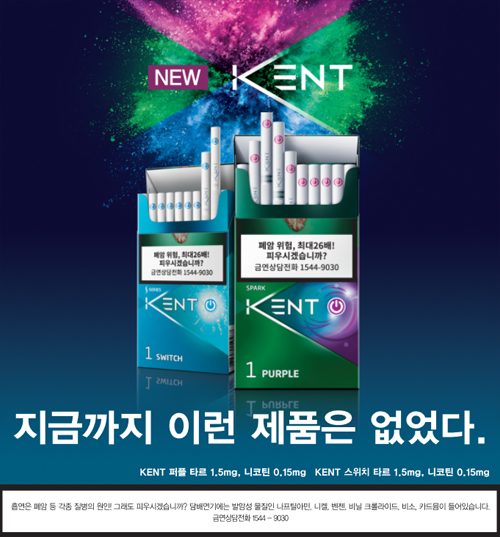 NEW KENT
폐암 위험, 최대26배!
피우시겠습니까?
금연상담전화 1544-9030
S SERIES
KENT
1 SWITCH
폐암 위험, 최대26배!
피우시겠습니까?
금연상담전화 1544-9030
SPARK
KENT
1 PURPLE
지금까지 이런 제품은 없었다.
KENT 퍼플 타르 1.5mg, 니코틴 0.15mg KENT 스위치 타르 1.5mg, 니코틴 0.15mg
흡연은 폐암 등 각종 질병의 원인! 그래도 피우시겠습니까? 담배연기에는 발암성 물질인 나프틸아민, 니켈, 벤젠, 비닐 크롤라이드, 비소, 카드뮴이 들어있습니다.
금연상담전화 1544 - 9030